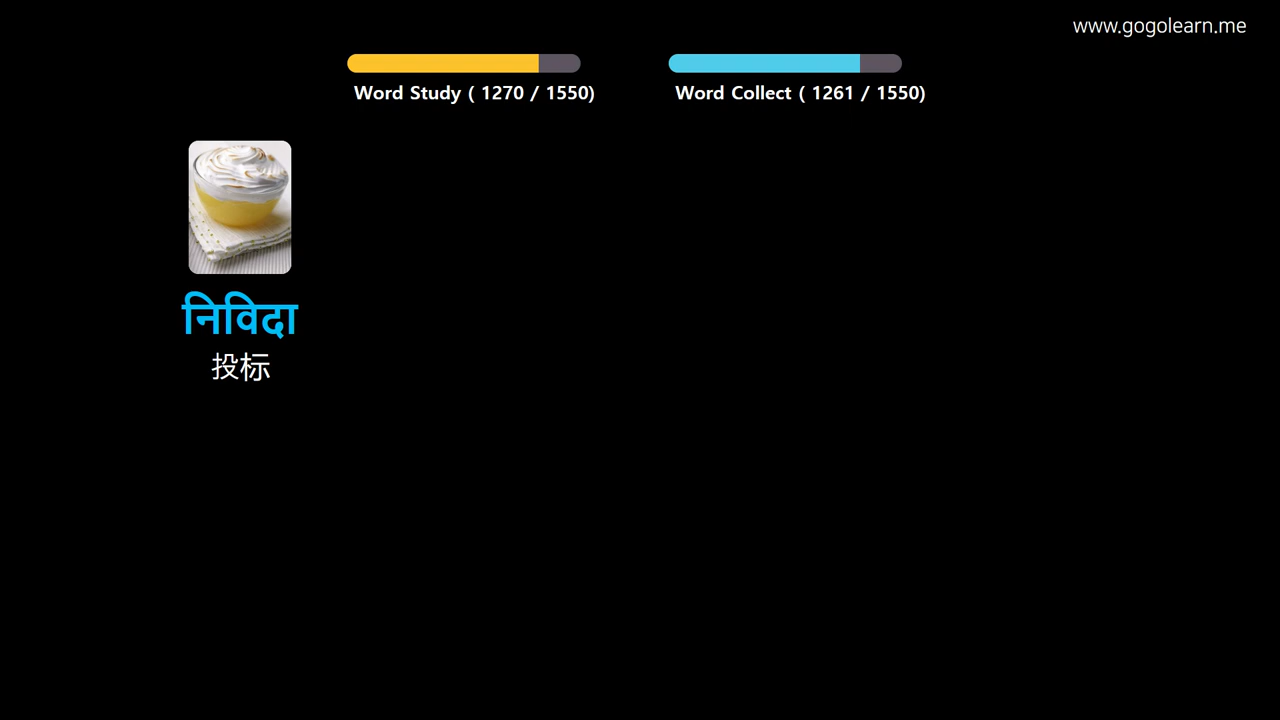 www.gogolearn.me
Word Study ( 1270 / 1550)
Word Collect ( 1261 / 1550)
निविदा
投标